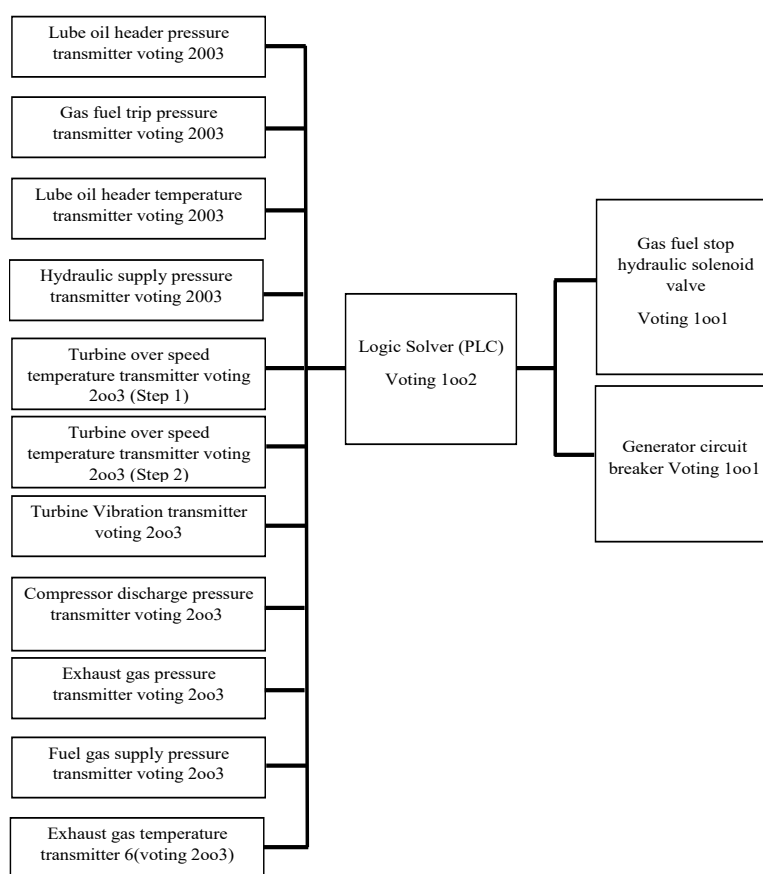 Lube oil header pressure
transmitter voting 2003
Gas fuel trip pressure
transmitter voting 2003
Lube oil header temperature
transmitter voting 2003
Hydraulic supply pressure
transmitter voting 2003
Turbine over speed
temperature transmitter voting
2oo3 (Step 1)
Turbine over speed
temperature transmitter voting
2oo3 (Step 2)
Turbine Vibration transmitter
voting 2oo3
Compressor discharge pressure
transmitter voting 2oo3
Exhaust gas pressure
transmitter voting 2oo3
Fuel gas supply pressure
transmitter voting 2oo3
Exhaust gas temperature
transmitter 6(voting 2oo3)
Logic Solver (PLC)
Voting 1oo2
Gas fuel stop
hydraulic solenoid
valve
Voting 1oo1
Generator circuit
breaker Voting 1oo1